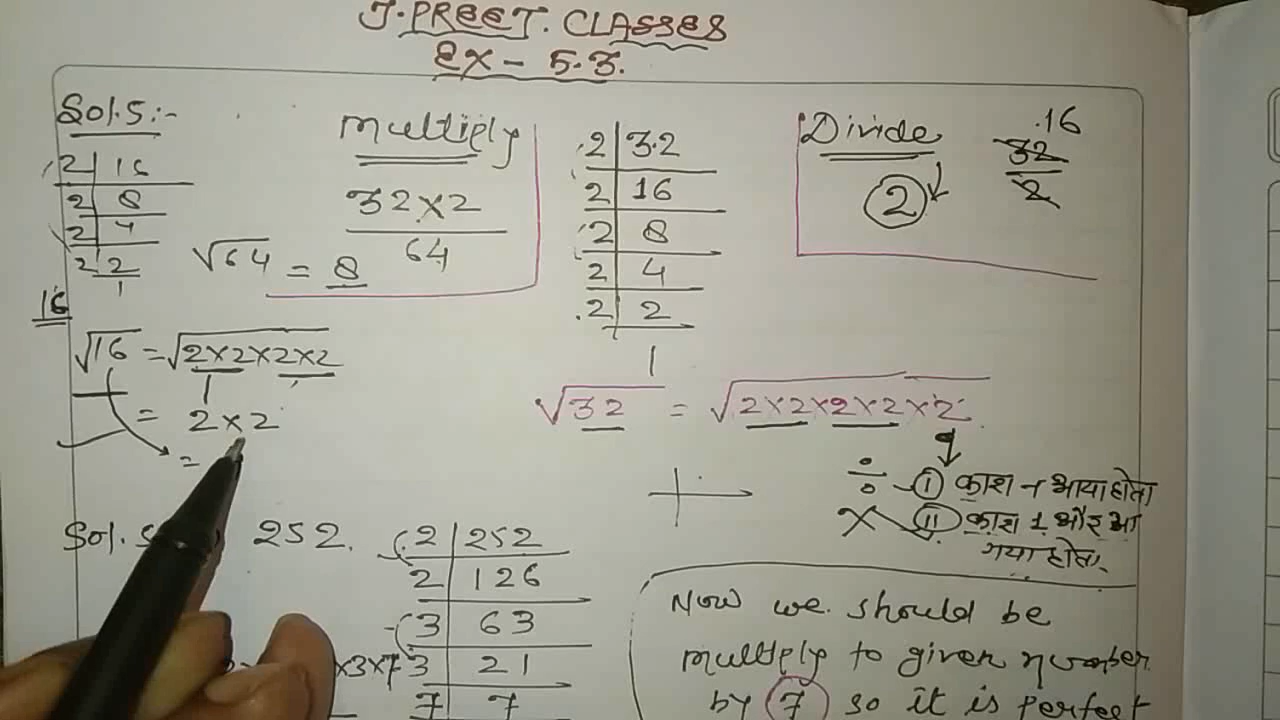 J.PREET. CLASSES
EX - 5.3.
Sol.5:-
2 | 16
2 | 8
2 | 4
2 | 2
1
Multiply
32×2
64
√64 = 8
2 | 32
2 | 16
2 | 8
2 | 4
2 | 2
1
Divide
2
16
32
2
16
√16 = √2×2×2×2
= 2×2
=
√32 = √2×2×2×2×2
÷ (i) काश न आया होता
× (ii) काश 1 और आ
गया होता.
252.
2 | 252
2 | 126
3 | 63
3 | 21
7 | 7
×3×7
Now we should be
multiply to given number
by 7 so it is perfect